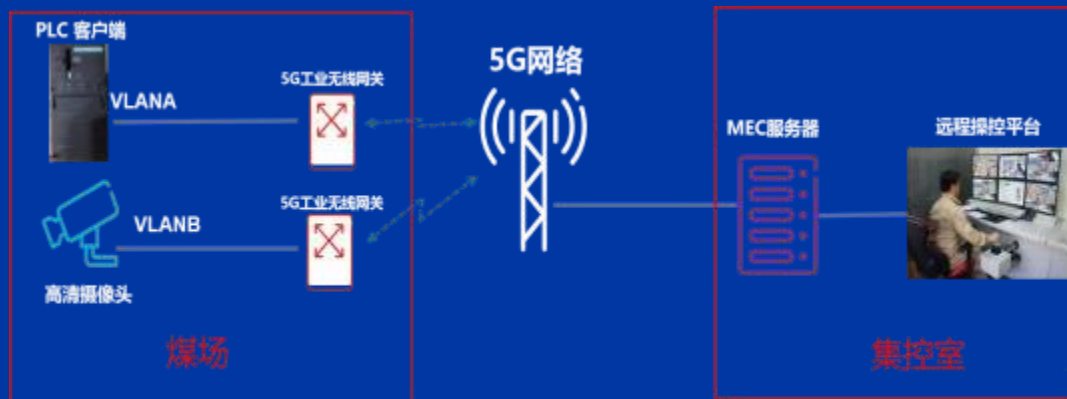 PLC 客户端
5G工业无线网关
VLANA
5G网络
MEC服务器
远程操控平台
5G工业无线网关
VLANB
高清摄像头
煤场
集控室